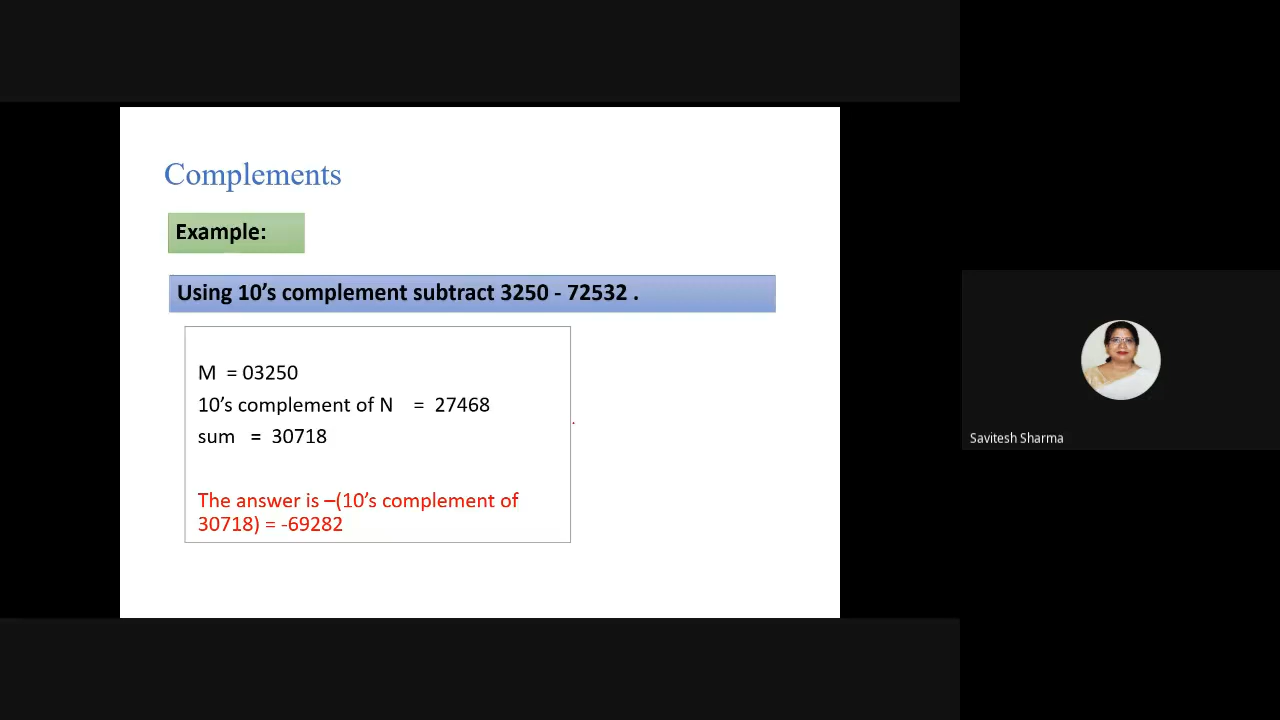 Complements
Example:
Using 10’s complement subtract 3250 - 72532 .
M = 03250
10’s complement of N = 27468
sum = 30718
The answer is –(10’s complement of
30718) = -69282
Savitesh Sharma